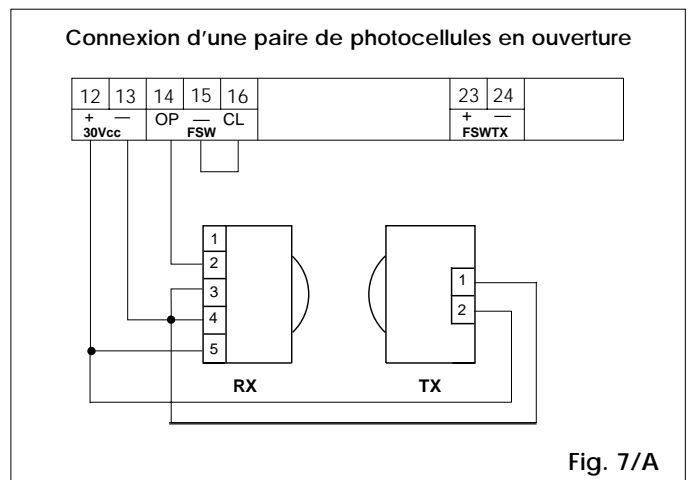 Connexion d’une paire de photocellules en ouverture
12 13 14 15 16 23 24
+ — OP — CL + —
30Vcc FSW FSWTX
1
2
3
4
5
1
2
RX TX
Fig. 7/A